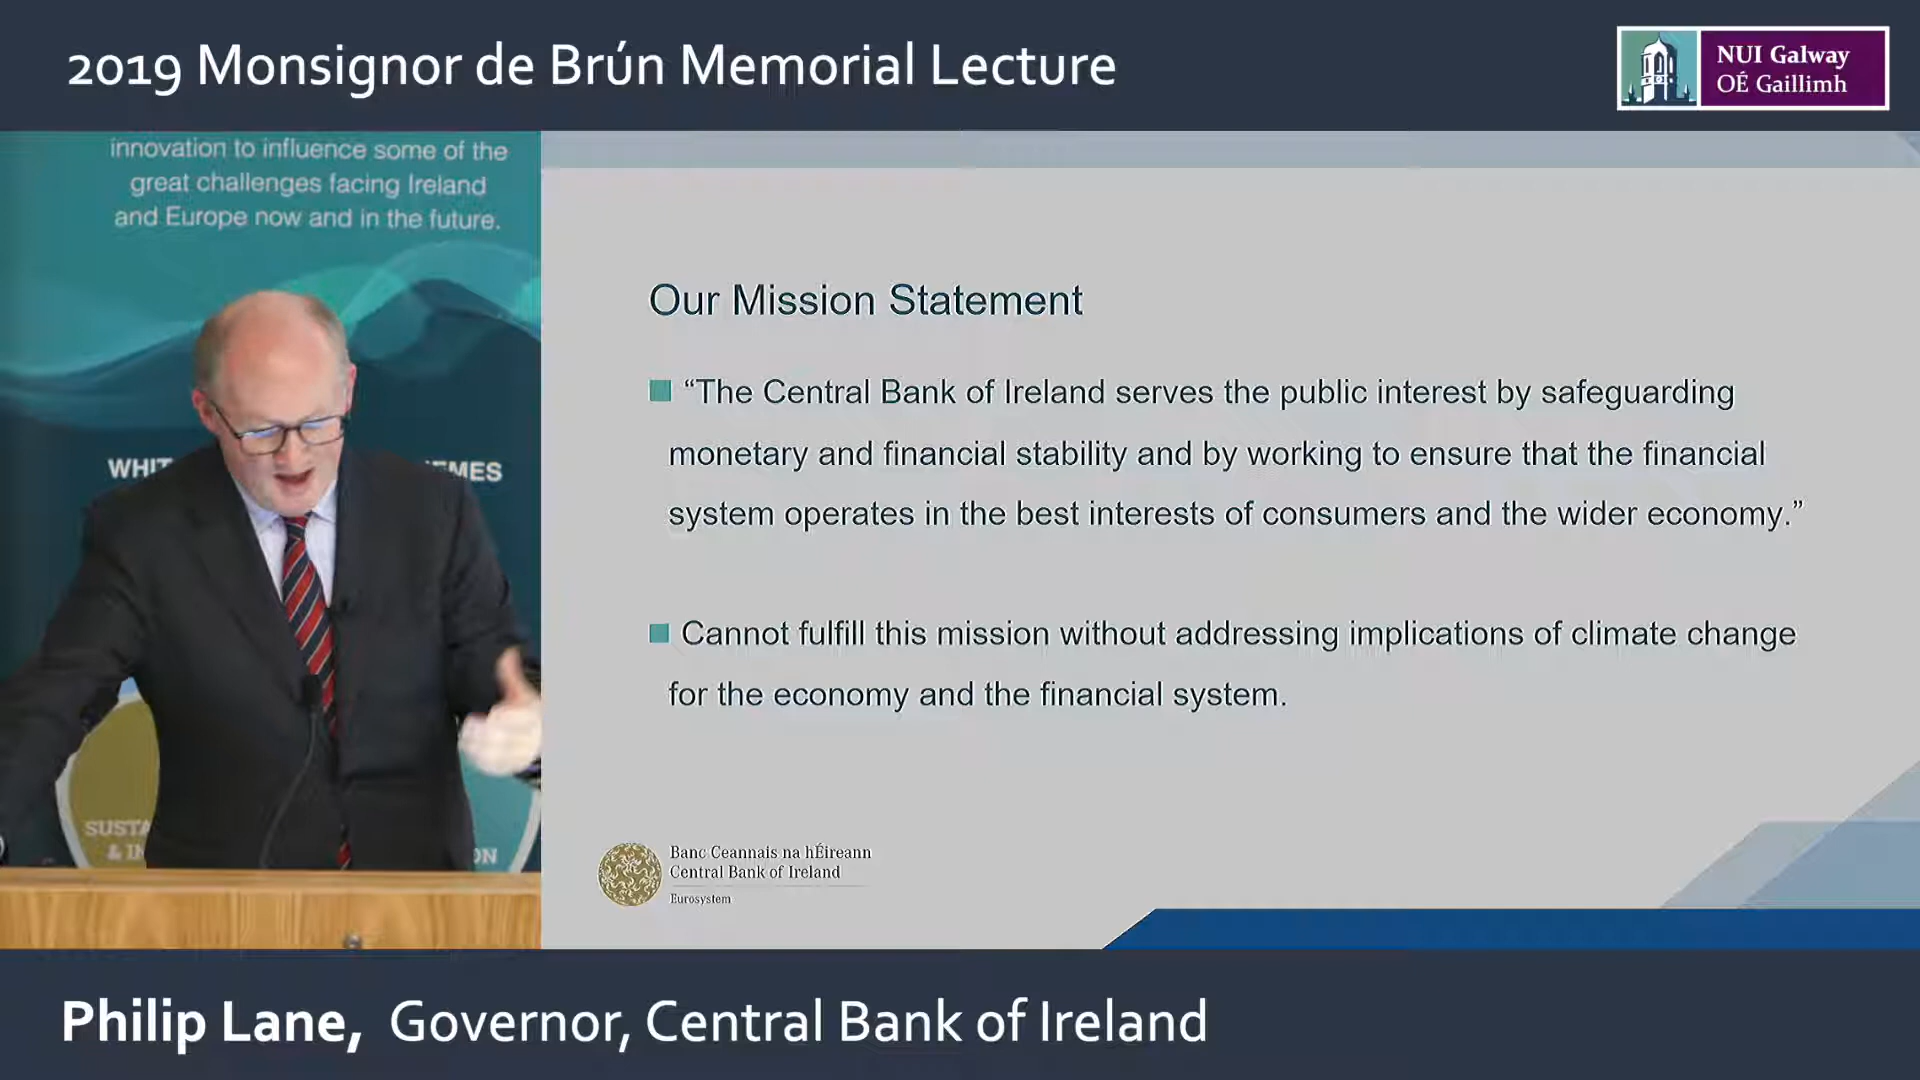 2019 Monsignor de Brún Memorial Lecture
NUI Galway
OÉ Gaillimh
innovation to influence some of the
great challenges facing Ireland
and Europe now and in the future.
Our Mission Statement
“The Central Bank of Ireland serves the public interest by safeguarding
monetary and financial stability and by working to ensure that the financial
system operates in the best interests of consumers and the wider economy.”
Cannot fulfill this mission without addressing implications of climate change
for the economy and the financial system.
Banc Ceannais na hÉireann
Central Bank of Ireland
Eurosystem
Philip Lane, Governor, Central Bank of Ireland